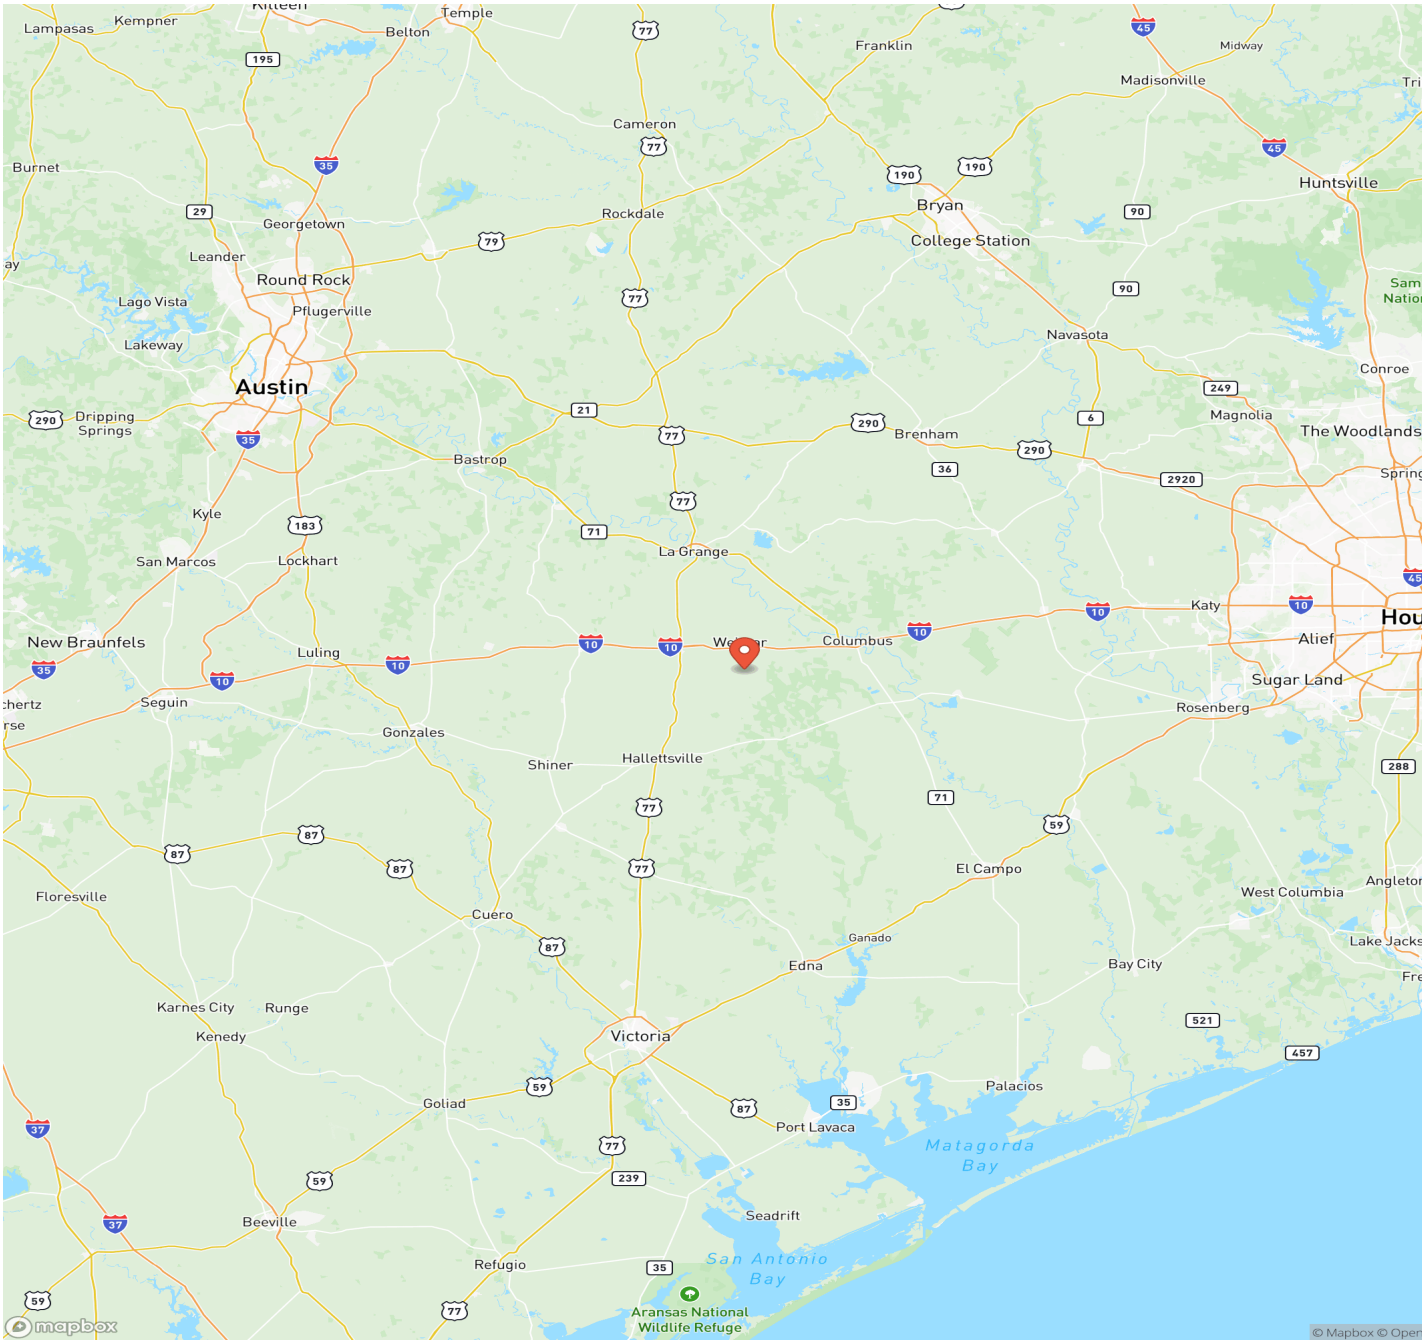 Killeen
Lampasas
Kempner
Temple
Belton
77
45
Franklin
Midway
195
Madisonville
Cameron
77
45
Burnet
35
190
190
Huntsville
29
Georgetown
Rockdale
Bryan
90
79
College Station
Leander
ay
Round Rock
90
Sam
Natio
Lago Vista
77
Pflugerville
Navasota
Lakeway
Conroe
Austin
249
290
Dripping
Springs
21
Magnolia
6
290
35
77
Brenham
The Woodlands
290
Bastrop
36
Spring
2920
77
Kyle
183
71
La Grange
San Marcos
Lockhart
45
Katy
10
10
New Braunfels
10
10
Columbus
10
Hou
Alief
Luling
35
10
10
Sugar Land
chertz
Seguin
Rosenberg
rse
Gonzales
Shiner
Hallettsville
288
71
77
59
87
87
87
77
El Campo
Floresville
Angleton
West Columbia
Cuero
Ganado
87
Lake Jacks
Edna
Bay City
Fre
Karnes City
Runge
521
Kenedy
Victoria
457
59
Palacios
Goliad
87
35
37
Port Lavaca
77
Matagorda
Bay
59
239
37
Beeville
Seadrift
San Antonio
Bay
Refugio
35
59
77
Aransas National
Wildlife Refuge
mapbox
© Mapbox © Open